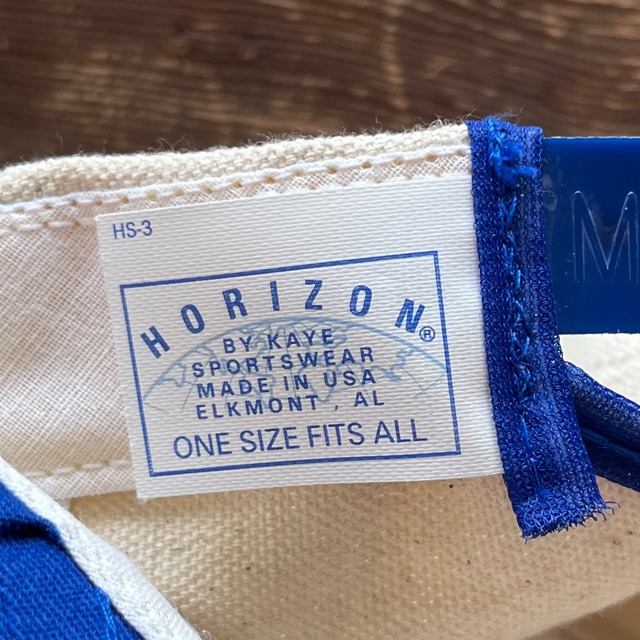 HS-3
HORIZON®
BY KAYE
SPORTSWEAR
MADE IN USA
ELKMONT , AL
ONE SIZE FITS ALL
M